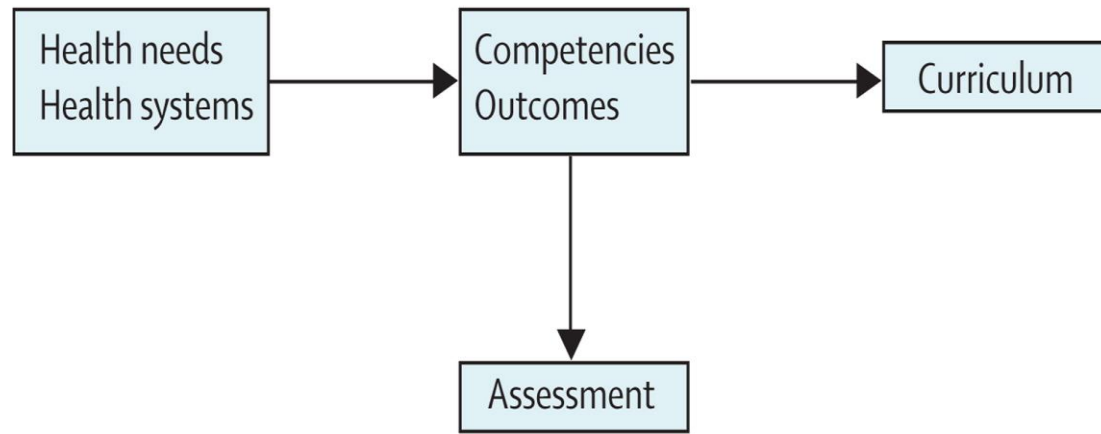 Health needs
Health systems
Competencies
Outcomes
Curriculum
Assessment